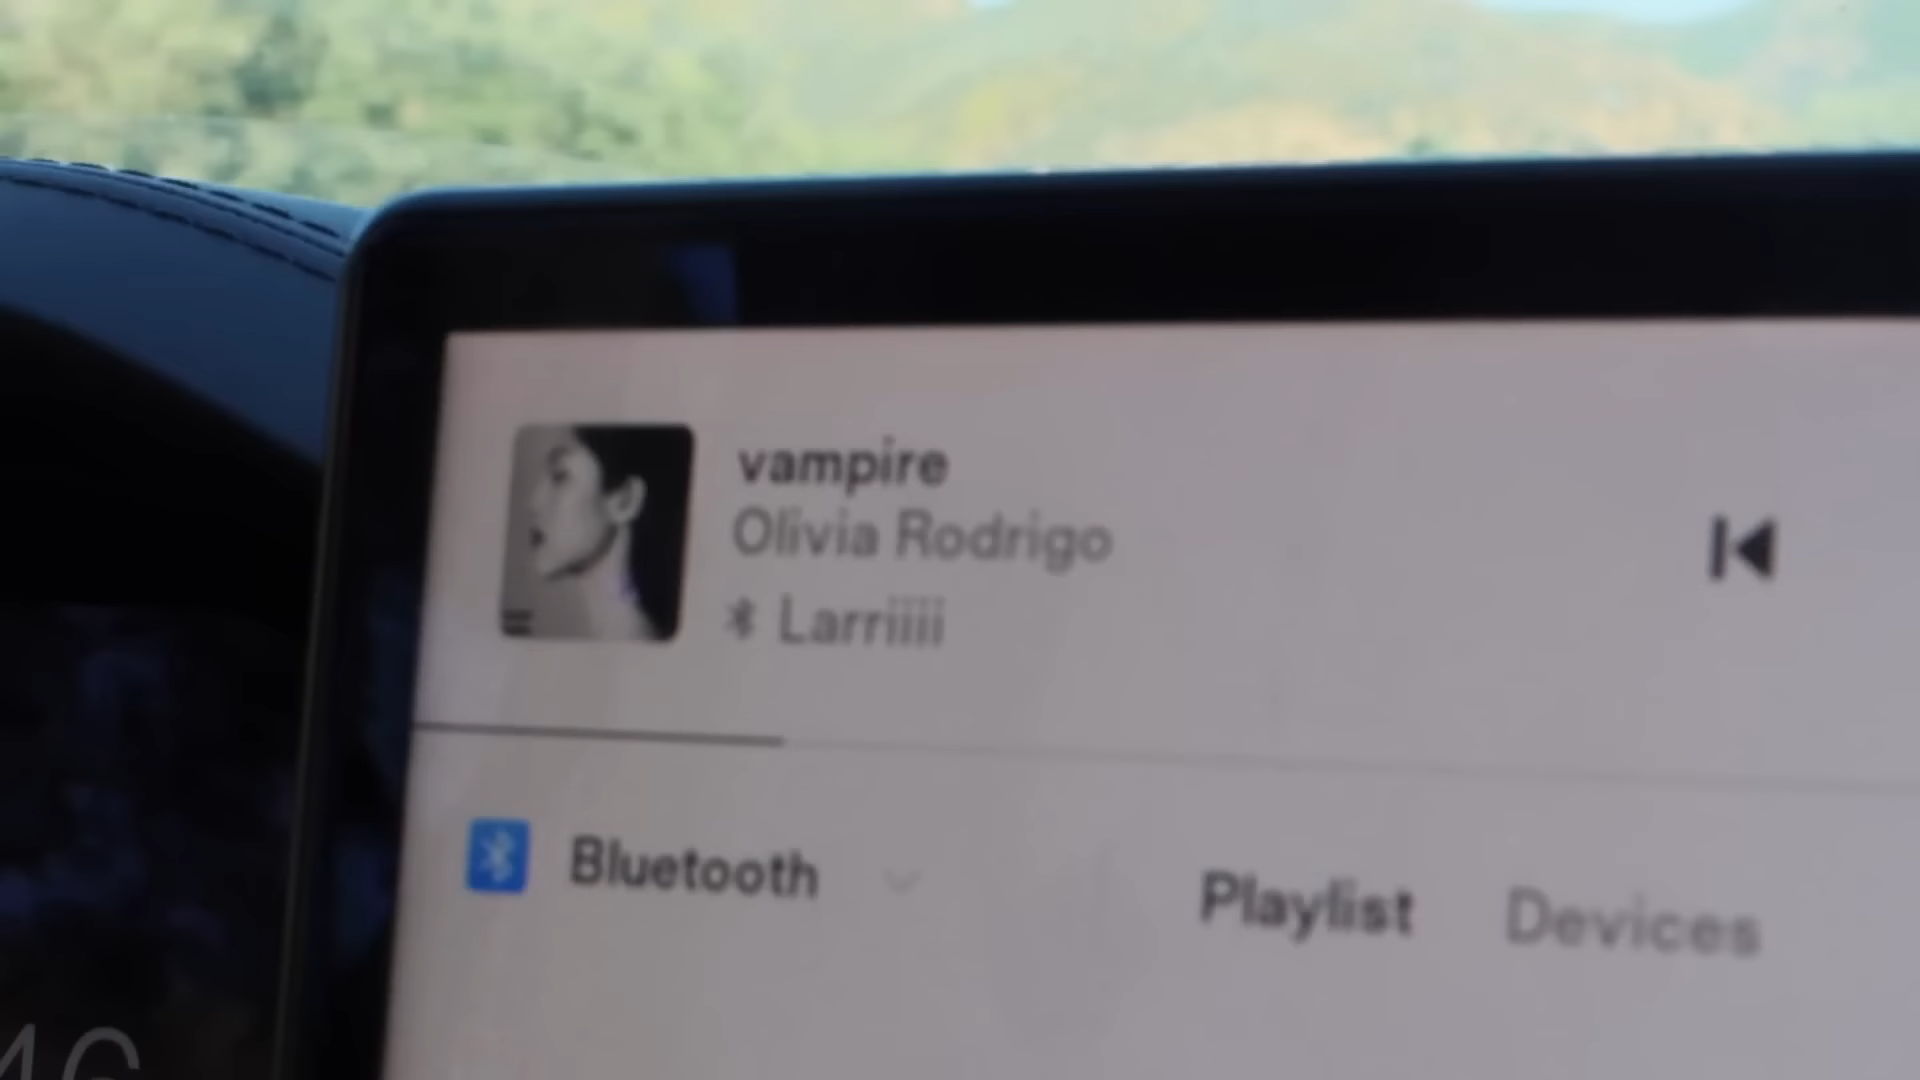 vampire
Olivia Rodrigo
Larriiii
Bluetooth
Playlist Devices